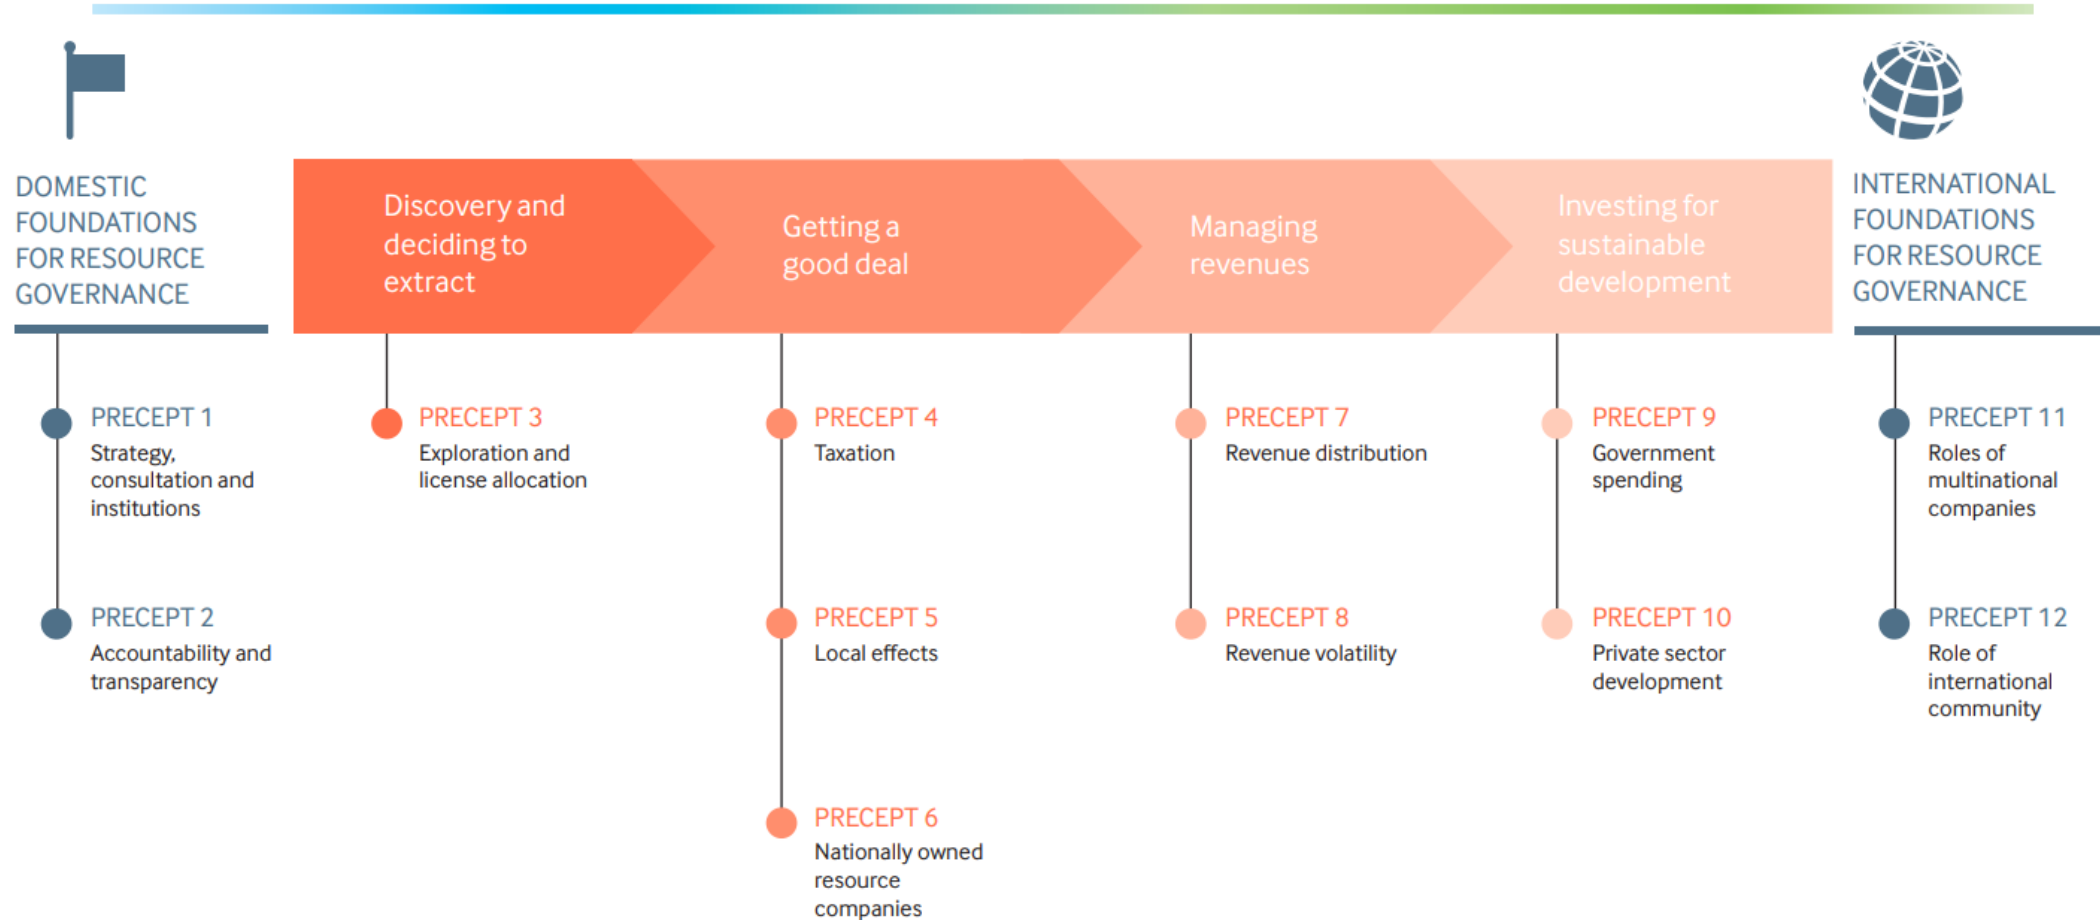 DOMESTIC
FOUNDATIONS
FOR RESOURCE
GOVERNANCE
Discovery and
deciding to
extract
Getting a
good deal
Managing
revenues
Investing for
sustainable
development
INTERNATIONAL
FOUNDATIONS
FOR RESOURCE
GOVERNANCE
PRECEPT 1
Strategy,
consultation and
institutions
PRECEPT 2
Accountability and
transparency
PRECEPT 3
Exploration and
license allocation
PRECEPT 4
Taxation
PRECEPT 5
Local effects
PRECEPT 6
Nationally owned
resource
companies
PRECEPT 7
Revenue distribution
PRECEPT 8
Revenue volatility
PRECEPT 9
Government
spending
PRECEPT 10
Private sector
development
PRECEPT 11
Roles of
multinational
companies
PRECEPT 12
Role of
international
community